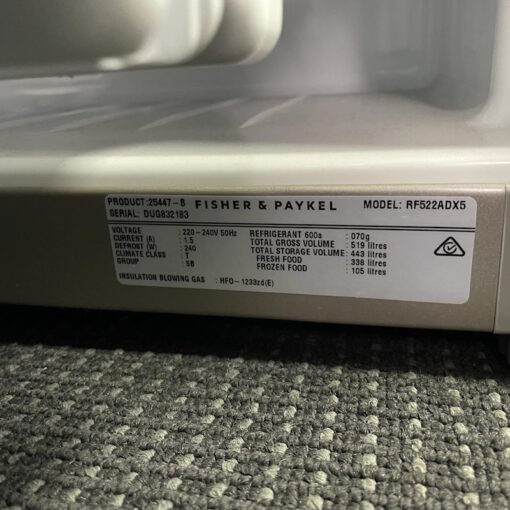 PRODUCT:25447-B FISHER & PAYKEL MODEL: RF522ADX5
SERIAL: DUG832183
VOLTAGE : 220-240V 50Hz
CURRENT (A) : 1.5
DEFROST (W) : 240
CLIMATE CLASS : T
GROUP : 5B
REFRIGERANT 600a : 070g
TOTAL GROSS VOLUME : 519 litres
TOTAL STORAGE VOLUME : 443 litres
FRESH FOOD : 338 litres
FROZEN FOOD : 105 litres
INSULATION BLOWING GAS : HFO-1233zd(E)